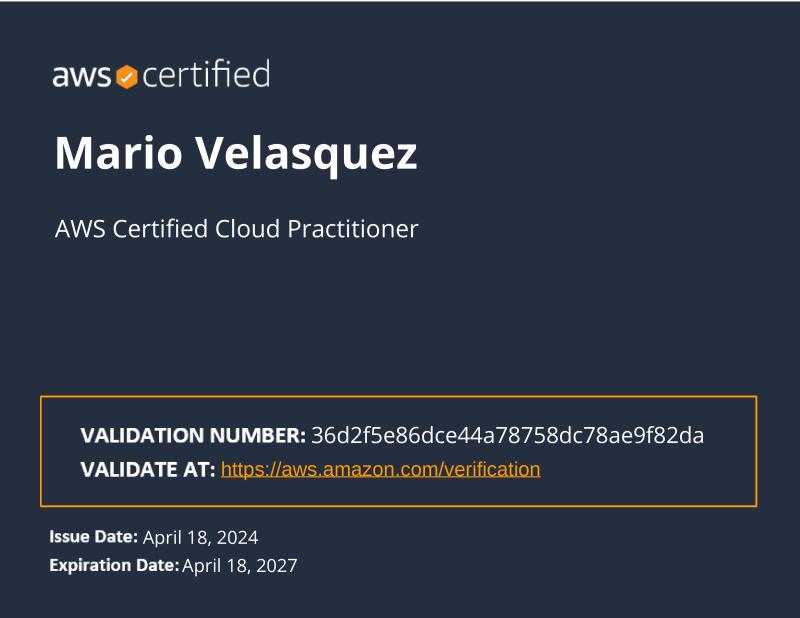 aws certified
Mario Velasquez
AWS Certified Cloud Practitioner
VALIDATION NUMBER: 36d2f5e86dce44a78758dc78ae9f82da
VALIDATE AT: https://aws.amazon.com/verification
Issue Date: April 18, 2024
Expiration Date: April 18, 2027